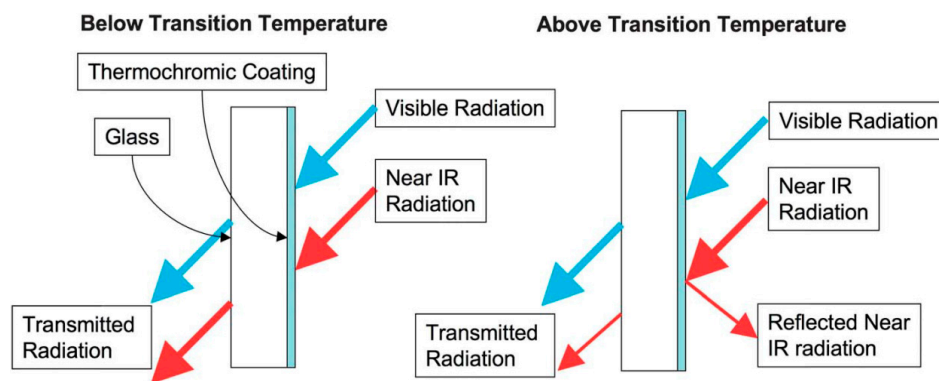 Below Transition Temperature
Thermochromic Coating
Glass
Visible Radiation
Near IR
Radiation
Transmitted
Radiation
Above Transition Temperature
Visible Radiation
Near IR
Radiation
Transmitted
Radiation
Reflected Near
IR radiation